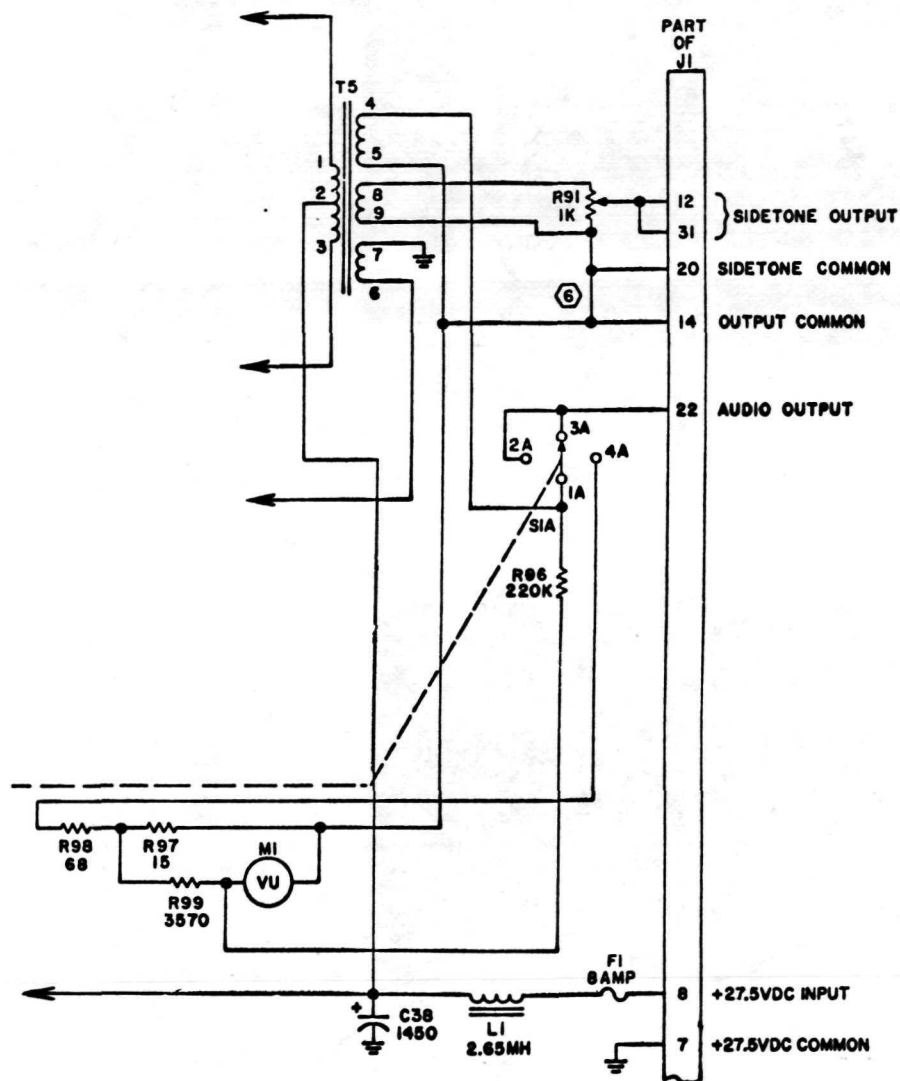 PART
OF
J1
T5
4
5
1
2
3
8
9
7
6
R91
1K
12
31
SIDETONE OUTPUT
20 SIDETONE COMMON
6
14 OUTPUT COMMON
22 AUDIO OUTPUT
3A
2A
4A
1A
S1A
R96
220K
R98
68
R97
15
M1
VU
R99
3570
F1
8 AMP
8 +27.5VDC INPUT
+
C38
1450
L1
2.65MH
7 +27.5VDC COMMON